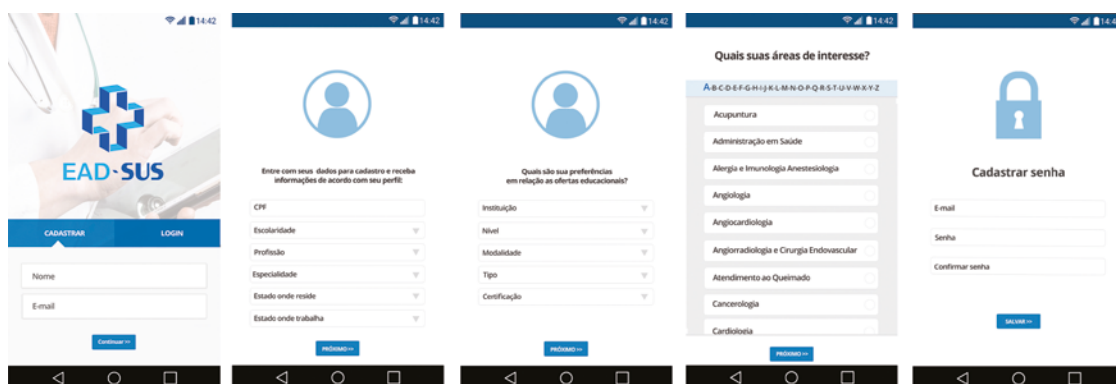 14:42
EAD-SUS
CADASTRAR LOGIN
Nome
E-mail
Continuar >>
14:42
Entre com seus dados para cadastro e receba
informações de acordo com seu perfil:
CPF
Escolaridade
Profissão
Especialidade
Estado onde reside
Estado onde trabalha
PRÓXIMO >>
14:42
Quais são sua preferências
em relação as ofertas educacionais?
Instituição
Nível
Modalidade
Tipo
Certificação
PRÓXIMO >>
14:42
Quais suas áreas de interesse?
A-B-C-D-E-F-G-H-I-J-K-L-M-N-O-P-Q-R-S-T-U-V-W-X-Y-Z
Acupuntura
Administração em Saúde
Alergia e Imunologia Anestesiologia
Angiologia
Angiocardiologia
Angiorradiologia e Cirurgia Endovascular
Atendimento ao Queimado
Cancerologia
Cardiologia
PRÓXIMO >>
14:4
Cadastrar senha
E-mail
Senha
Confirmar senha
SALVAR >>